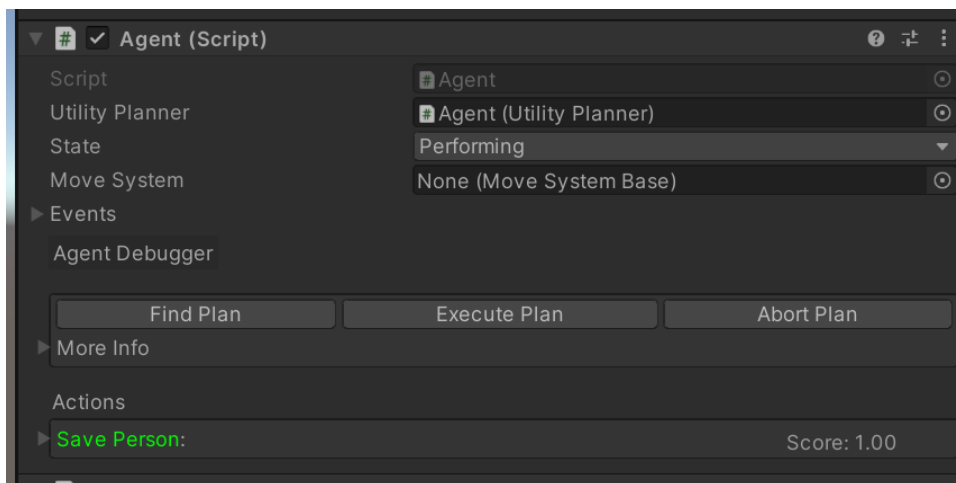 # Agent (Script)
Script # Agent
Utility Planner # Agent (Utility Planner)
State Performing
Move System None (Move System Base)
Events
Agent Debugger
Find Plan Execute Plan Abort Plan
More Info
Actions
Save Person: Score: 1.00